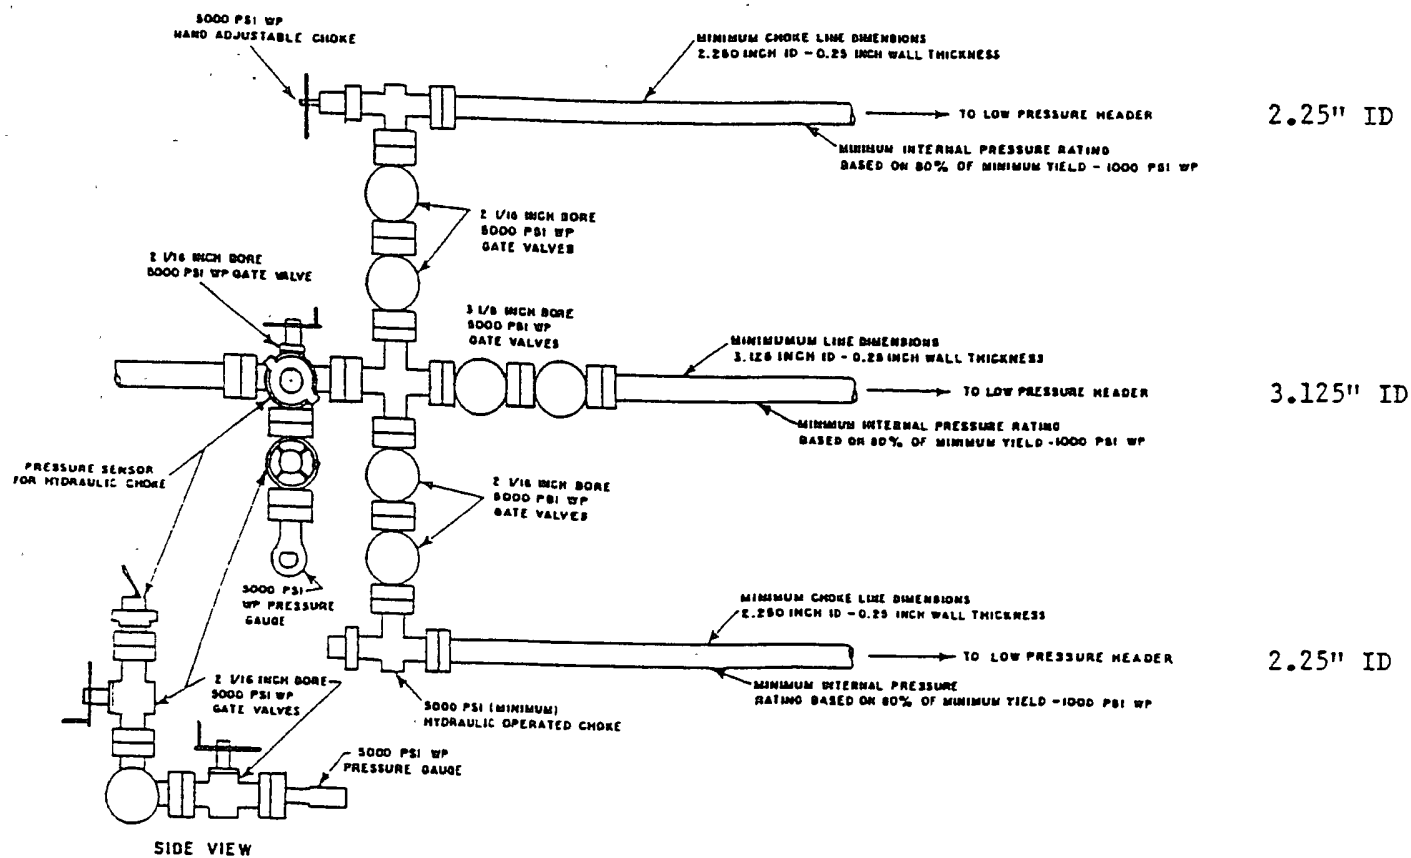 5000 PSI WP
HAND ADJUSTABLE CHOKE
MINIMUM CHOKE LINE DIMENSIONS
2.250 INCH ID - 0.25 INCH WALL THICKNESS
TO LOW PRESSURE HEADER
2.25" ID
MINIMUM INTERNAL PRESSURE RATING
BASED ON 80% OF MINIMUM YIELD - 1000 PSI WP
2 1/16 INCH BORE
5000 PSI WP
GATE VALVES
2 1/16 INCH BORE
5000 PSI WP GATE VALVE
3 1/8 INCH BORE
5000 PSI WP
GATE VALVES
MINIMUMUM LINE DIMENSIONS
3.125 INCH ID - 0.25 INCH WALL THICKNESS
TO LOW PRESSURE HEADER
3.125" ID
MINIMUM INTERNAL PRESSURE RATING
BASED ON 80% OF MINIMUM YIELD - 1000 PSI WP
PRESSURE SENSOR
FOR HYDRAULIC CHOKE
2 1/16 INCH BORE
5000 PSI WP
GATE VALVES
5000 PSI
WP PRESSURE
GAUGE
MINIMUM CHOKE LINE DIMENSIONS
2.250 INCH ID - 0.25 INCH WALL THICKNESS
TO LOW PRESSURE HEADER
2.25" ID
MINIMUM INTERNAL PRESSURE
RATING BASED ON 80% OF MINIMUM YIELD - 1000 PSI WP
2 1/16 INCH BORE
5000 PSI WP
GATE VALVES
5000 PSI (MINIMUM)
HYDRAULIC OPERATED CHOKE
5000 PSI WP
PRESSURE GAUGE
SIDE VIEW